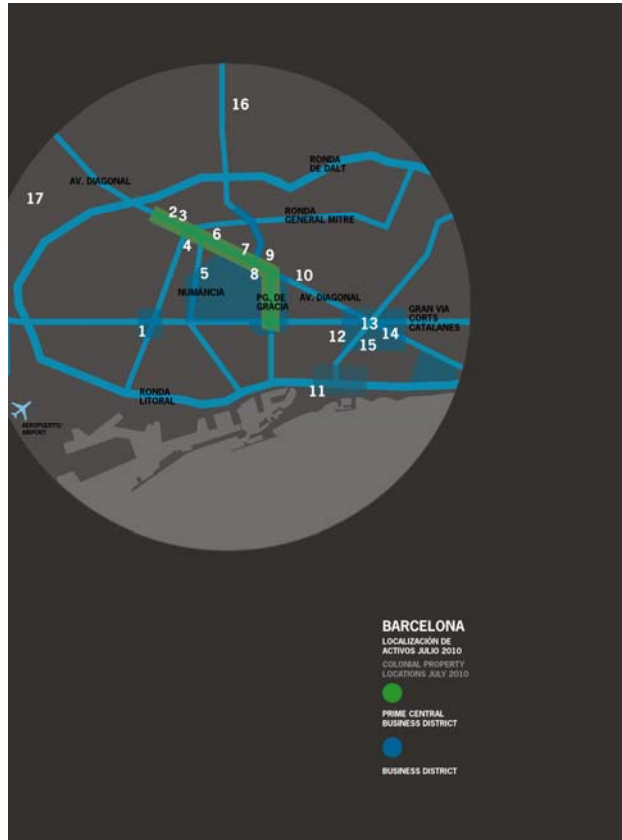 16
RONDA
DE DALT
AV. DIAGONAL
17
2
3
RONDA
GENERAL MITRE
6
4
7
9
5
8
10
NUMÀNCIA
PG. DE
GRÀCIA
AV. DIAGONAL
GRAN VIA
CORTS
CATALANES
1
13
12
14
15
11
RONDA
LITORAL
AEROPUERTO/
AIRPORT
BARCELONA
LOCALIZACIÓN DE
ACTIVOS JULIO 2010
COLONIAL PROPERTY
LOCATIONS JULY 2010
PRIME CENTRAL
BUSINESS DISTRICT
BUSINESS DISTRICT